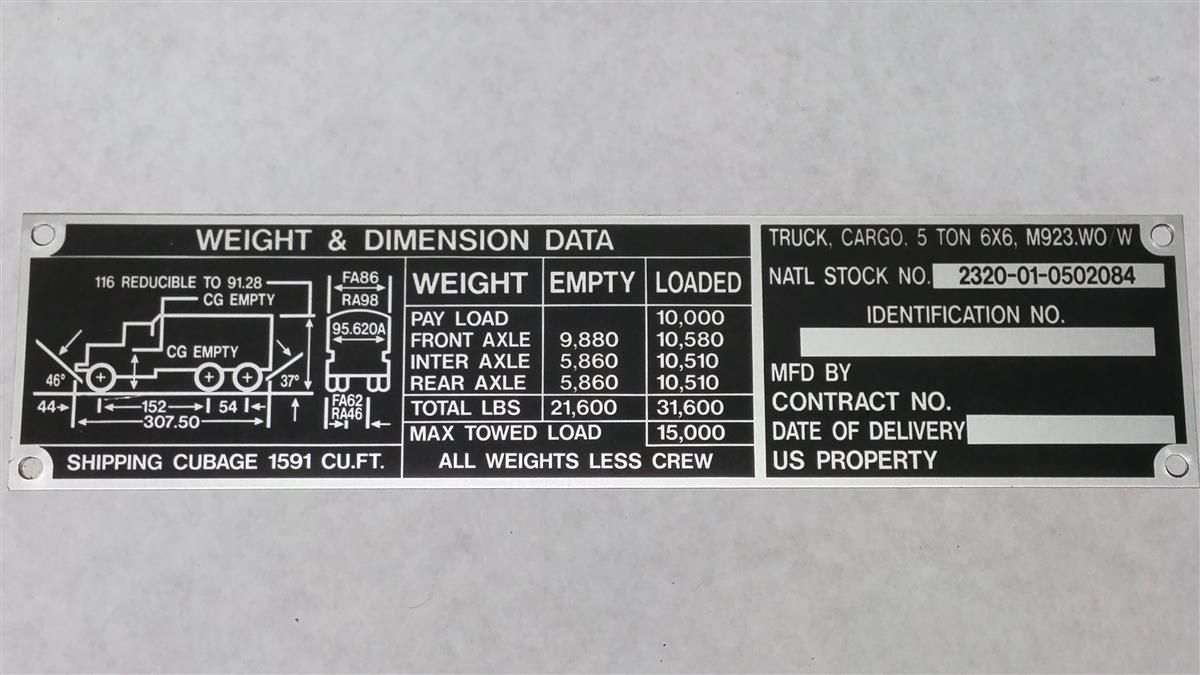 WEIGHT & DIMENSION DATA
116 REDUCIBLE TO 91.28
CG EMPTY
CG EMPTY
46°
37°
44
152
54
307.50
FA86
RA98
95.620A
FA62
RA46
SHIPPING CUBAGE 1591 CU.FT.
WEIGHT EMPTY LOADED
PAY LOAD 10,000
FRONT AXLE 9,880 10,580
INTER AXLE 5,860 10,510
REAR AXLE 5,860 10,510
TOTAL LBS 21,600 31,600
MAX TOWED LOAD 15,000
ALL WEIGHTS LESS CREW
TRUCK, CARGO, 5 TON 6X6, M923.WO/W
NATL STOCK NO. 2320-01-0502084
IDENTIFICATION NO.
MFD BY
CONTRACT NO.
DATE OF DELIVERY
US PROPERTY